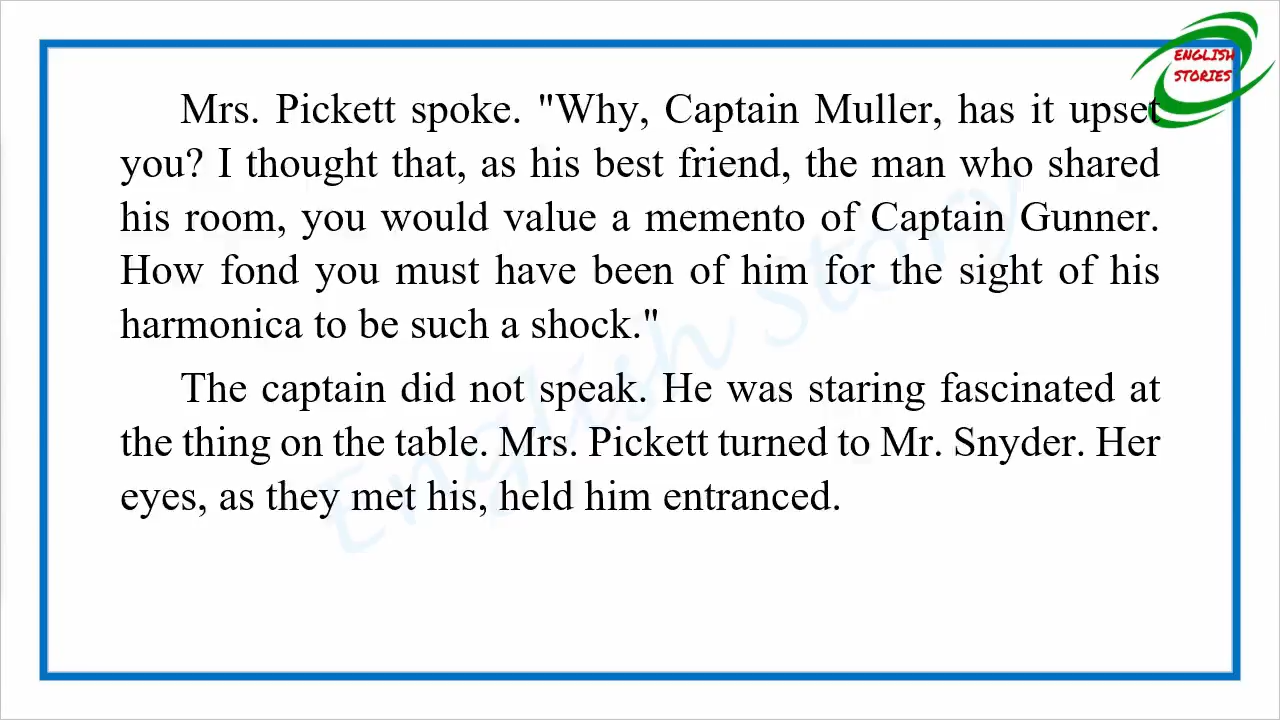 ENGLISH
STORIES
Mrs. Pickett spoke. "Why, Captain Muller, has it upset
you? I thought that, as his best friend, the man who shared
his room, you would value a memento of Captain Gunner.
How fond you must have been of him for the sight of his
harmonica to be such a shock."
The captain did not speak. He was staring fascinated at
the thing on the table. Mrs. Pickett turned to Mr. Snyder. Her
eyes, as they met his, held him entranced.
English Story